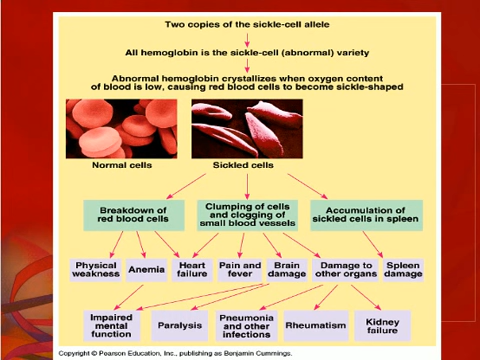 Two copies of the sickle-cell allele
All hemoglobin is the sickle-cell (abnormal) variety
Abnormal hemoglobin crystallizes when oxygen content
of blood is low, causing red blood cells to become sickle-shaped
Normal cells
Sickled cells
Breakdown of
red blood cells
Clumping of cells
and clogging of
small blood vessels
Accumulation of
sickled cells in spleen
Physical
weakness
Anemia
Heart
failure
Pain and
fever
Brain
damage
Damage to
other organs
Spleen
damage
Impaired
mental
function
Paralysis
Pneumonia
and other
infections
Rheumatism
Kidney
failure
Copyright © Pearson Education, Inc., publishing as Benjamin Cummings.